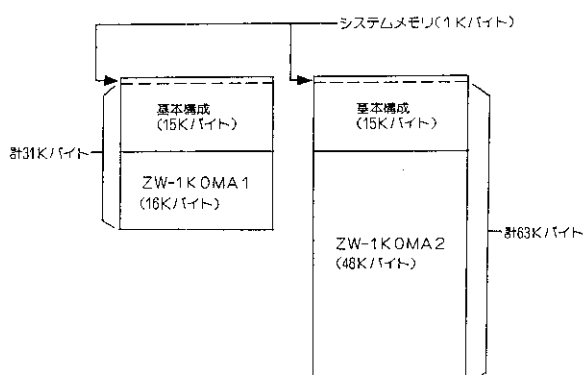 システムメモリ(1Kバイト)
基本構成
(15Kバイト)
計31Kバイト
ZW-1K0MA1
(16Kバイト)
基本構成
(15Kバイト)
ZW-1K0MA2
(48Kバイト)
計63Kバイト